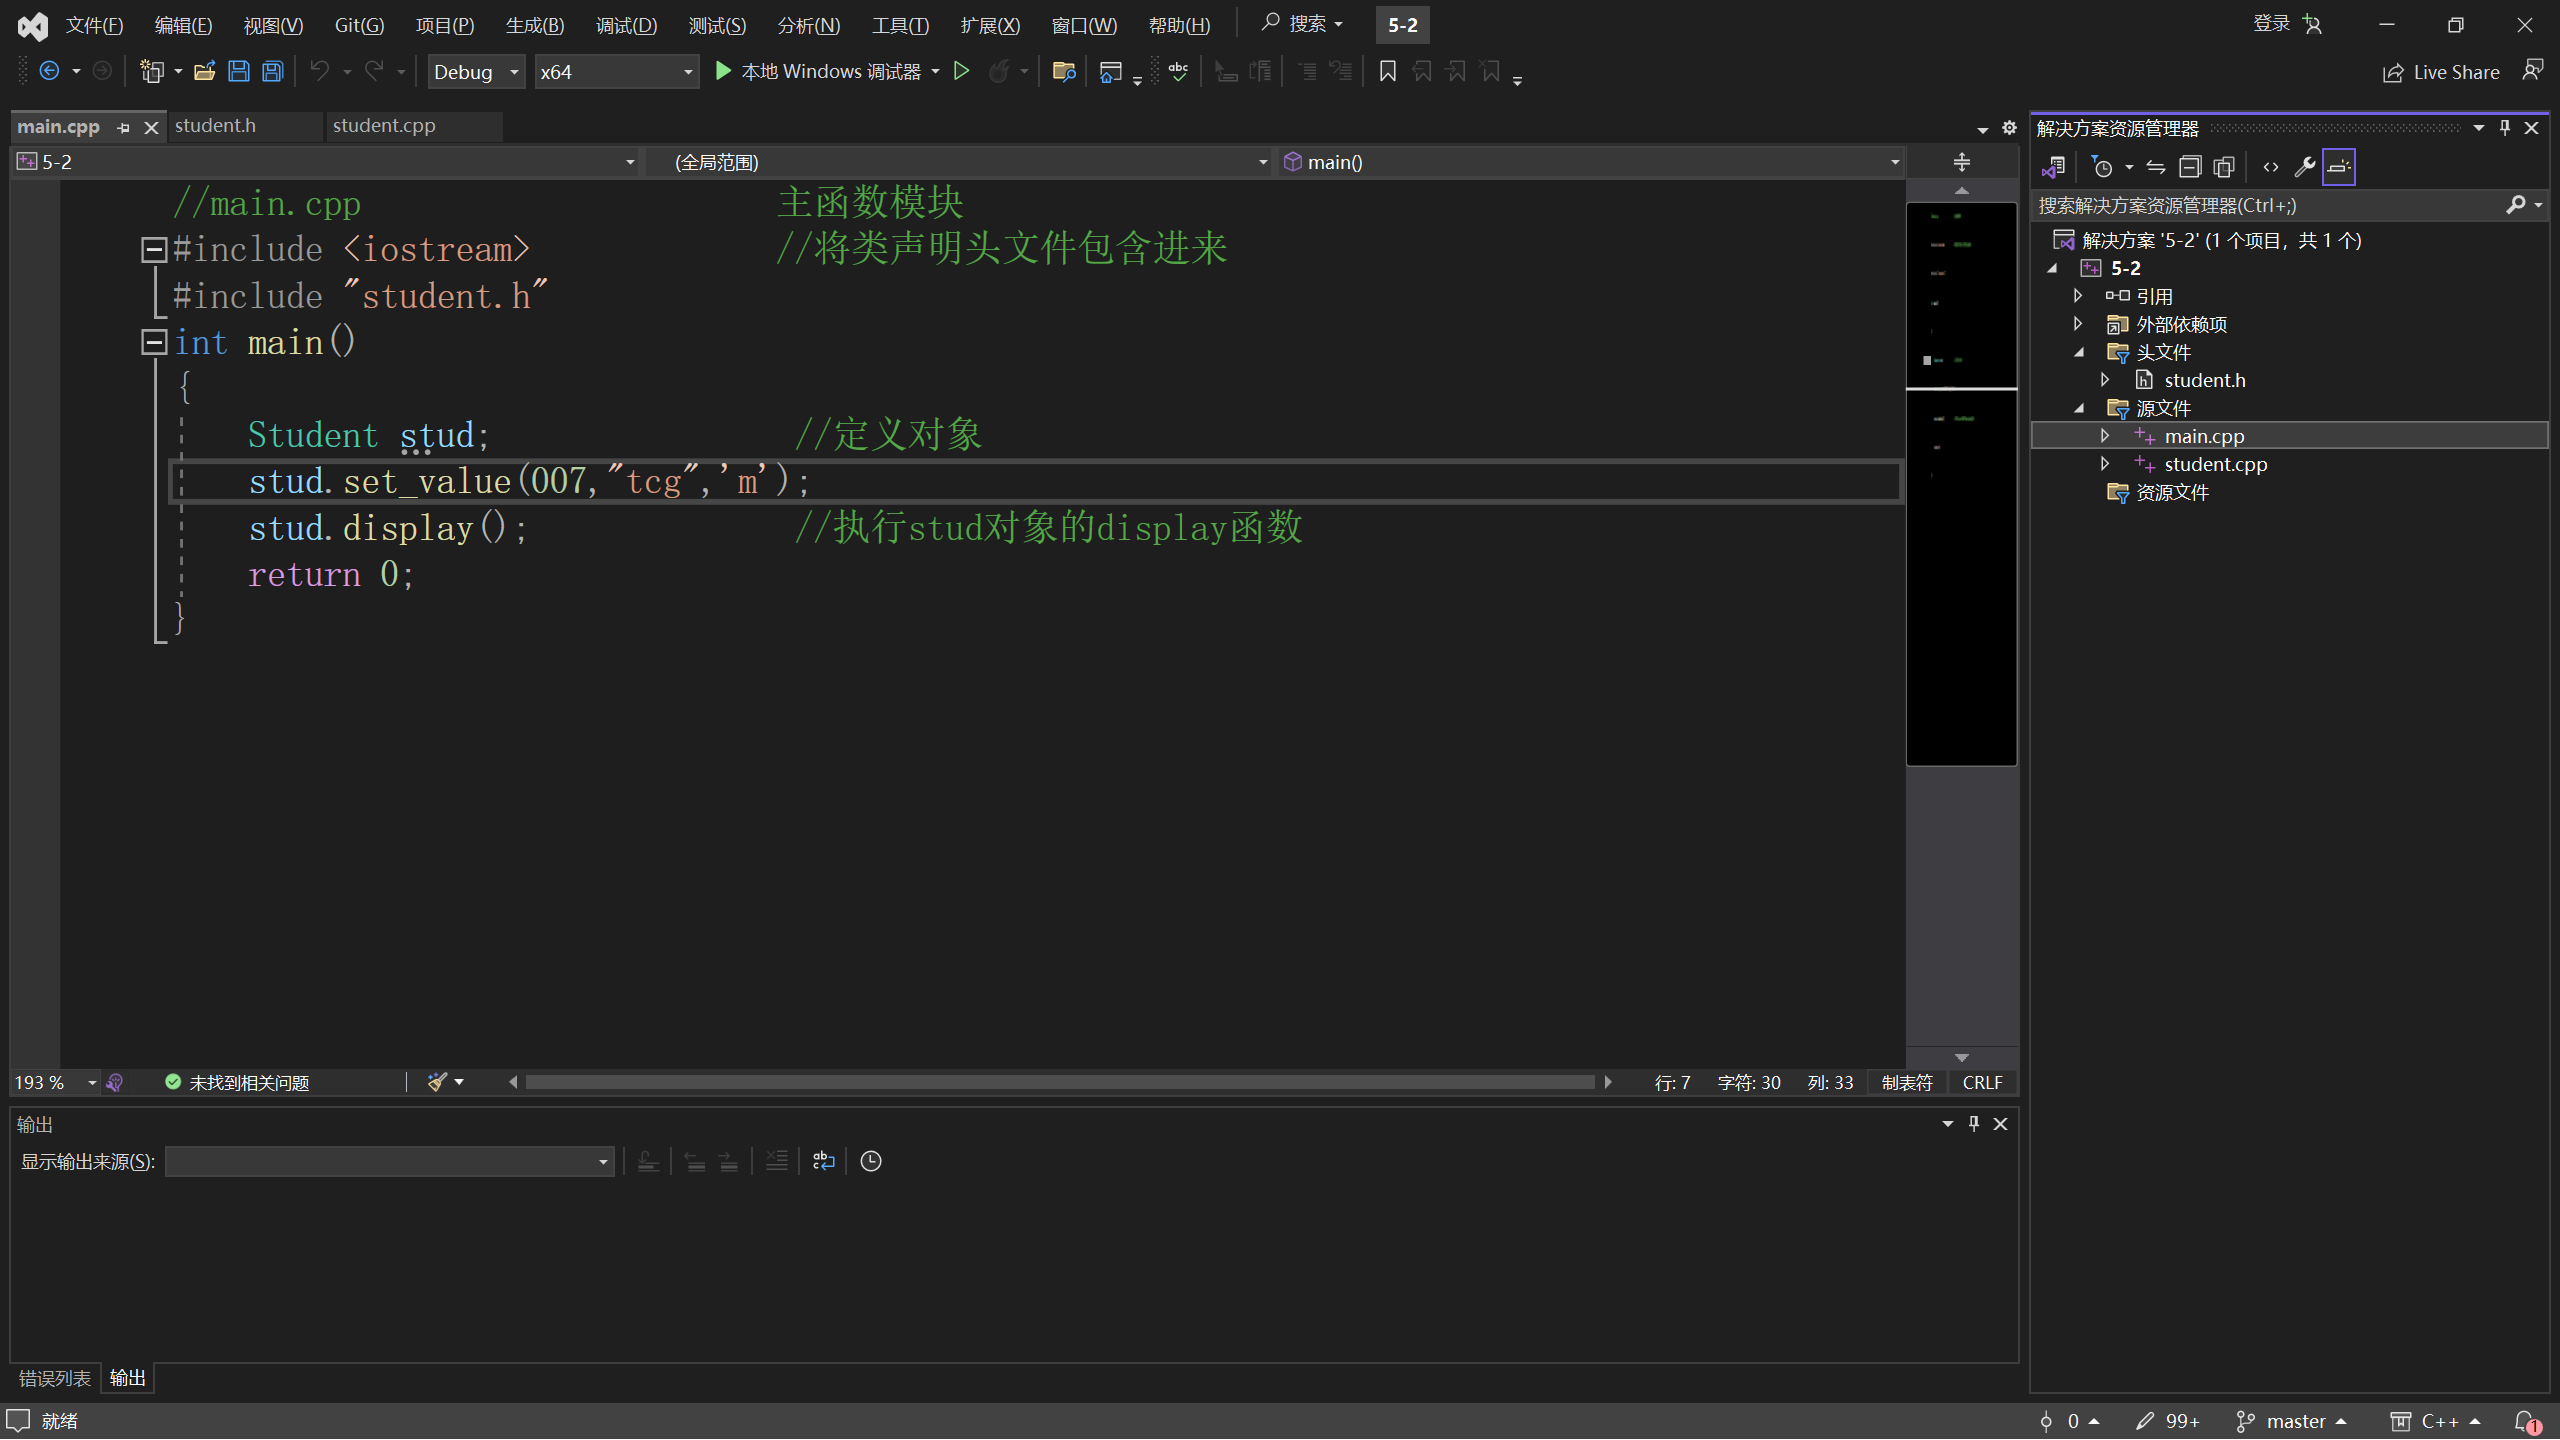 文件(F) 编辑(E) 视图(V) Git(G) 项目(P) 生成(B) 调试(D) 测试(S) 分析(N) 工具(T) 扩展(X) 窗口(W) 帮助(H) 搜索 5-2 登录
Debug x64 本地 Windows 调试器 Live Share
main.cpp student.h student.cpp
5-2 (全局范围) main()
//main.cpp 主函数模块
#include <iostream> //将类声明头文件包含进来
#include "student.h"
int main()
{
Student stud; //定义对象
stud.set_value(007,"tcg",'m');
stud.display(); //执行stud对象的display函数
return 0;
}
193 % 未找到相关问题 行: 7 字符: 30 列: 33 制表符 CRLF
输出
显示输出来源(S):
错误列表 输出
解决方案资源管理器
搜索解决方案资源管理器(Ctrl+;)
解决方案 '5-2' (1 个项目，共 1 个)
5-2
引用
外部依赖项
头文件
student.h
源文件
main.cpp
student.cpp
资源文件
就绪 0 99+ master C++ 1